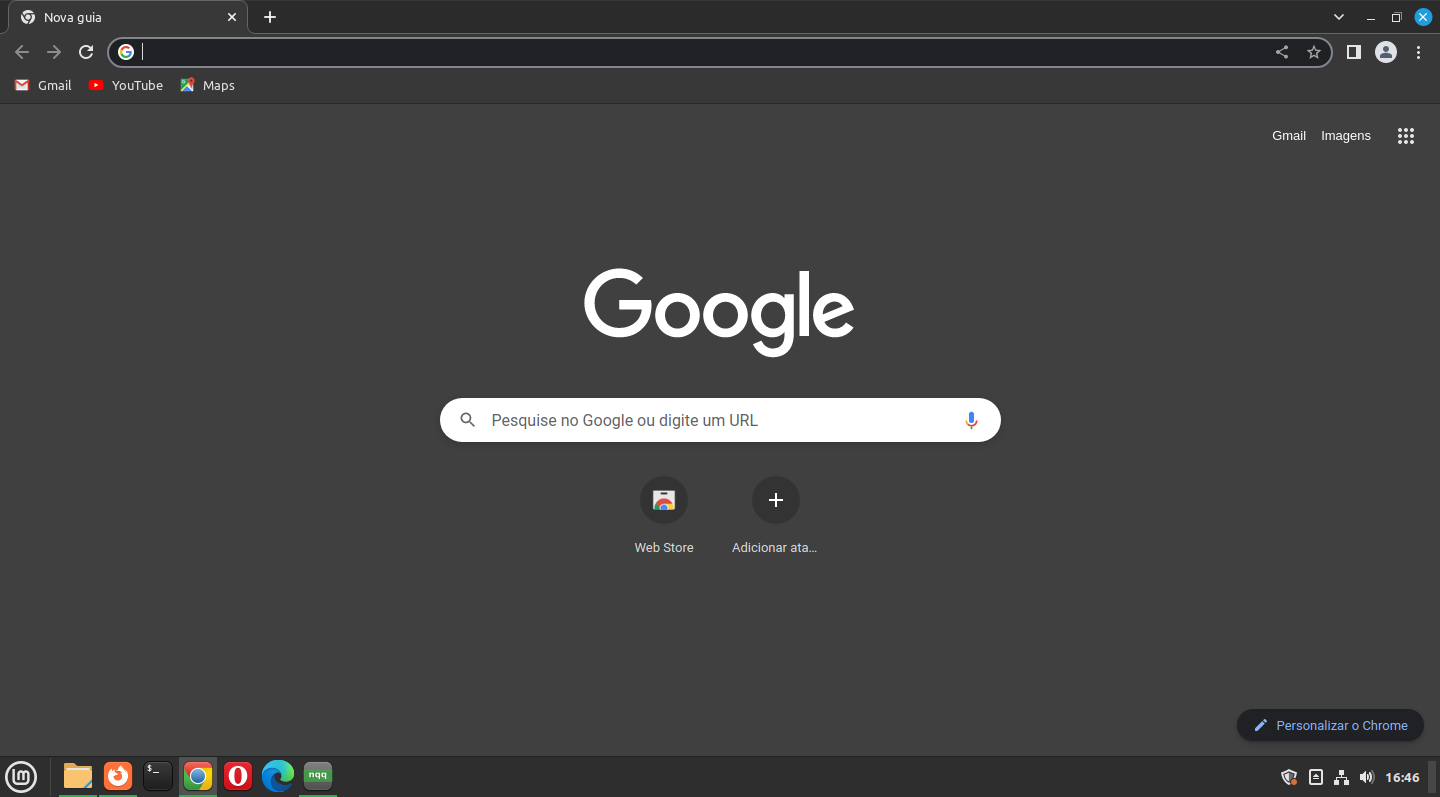 Nova guia
Gmail
YouTube
Maps
Gmail
Imagens
Google
Pesquise no Google ou digite um URL
Web Store
Adicionar ata...
Personalizar o Chrome
$_
nqq
16:46